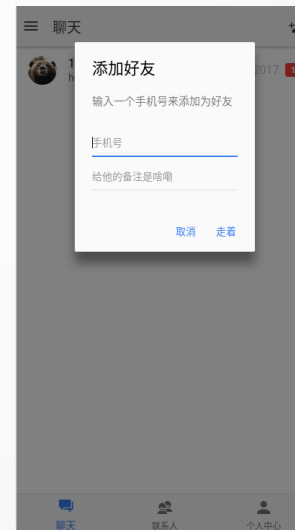 聊天
添加好友
输入一个手机号来添加为好友
手机号
给他的备注是啥嘞
取消 走着
2017
聊天 联系人 个人中心